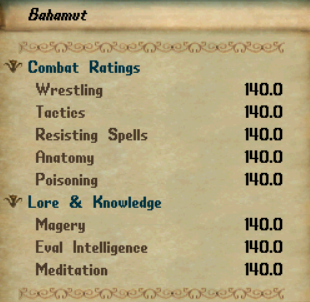 Bahamut
Combat Ratings
Wrestling 140.0
Tactics 140.0
Resisting Spells 140.0
Anatomy 140.0
Poisoning 140.0
Lore & Knowledge
Magery 140.0
Eval Intelligence 140.0
Meditation 140.0